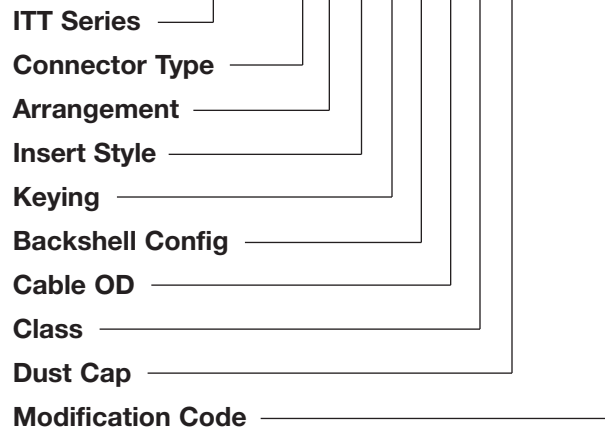 ITT Series
Connector Type
Arrangement
Insert Style
Keying
Backshell Config
Cable OD
Class
Dust Cap
Modification Code